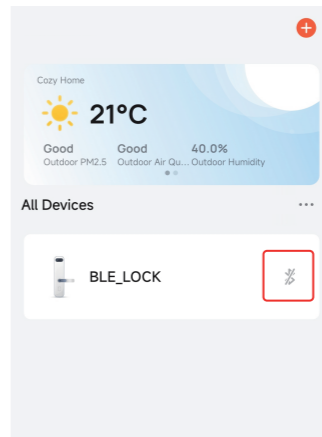 Cozy Home
21°C
Good Good 40.0%
Outdoor PM2.5 Outdoor Air Qu... Outdoor Humidity
All Devices
BLE_LOCK